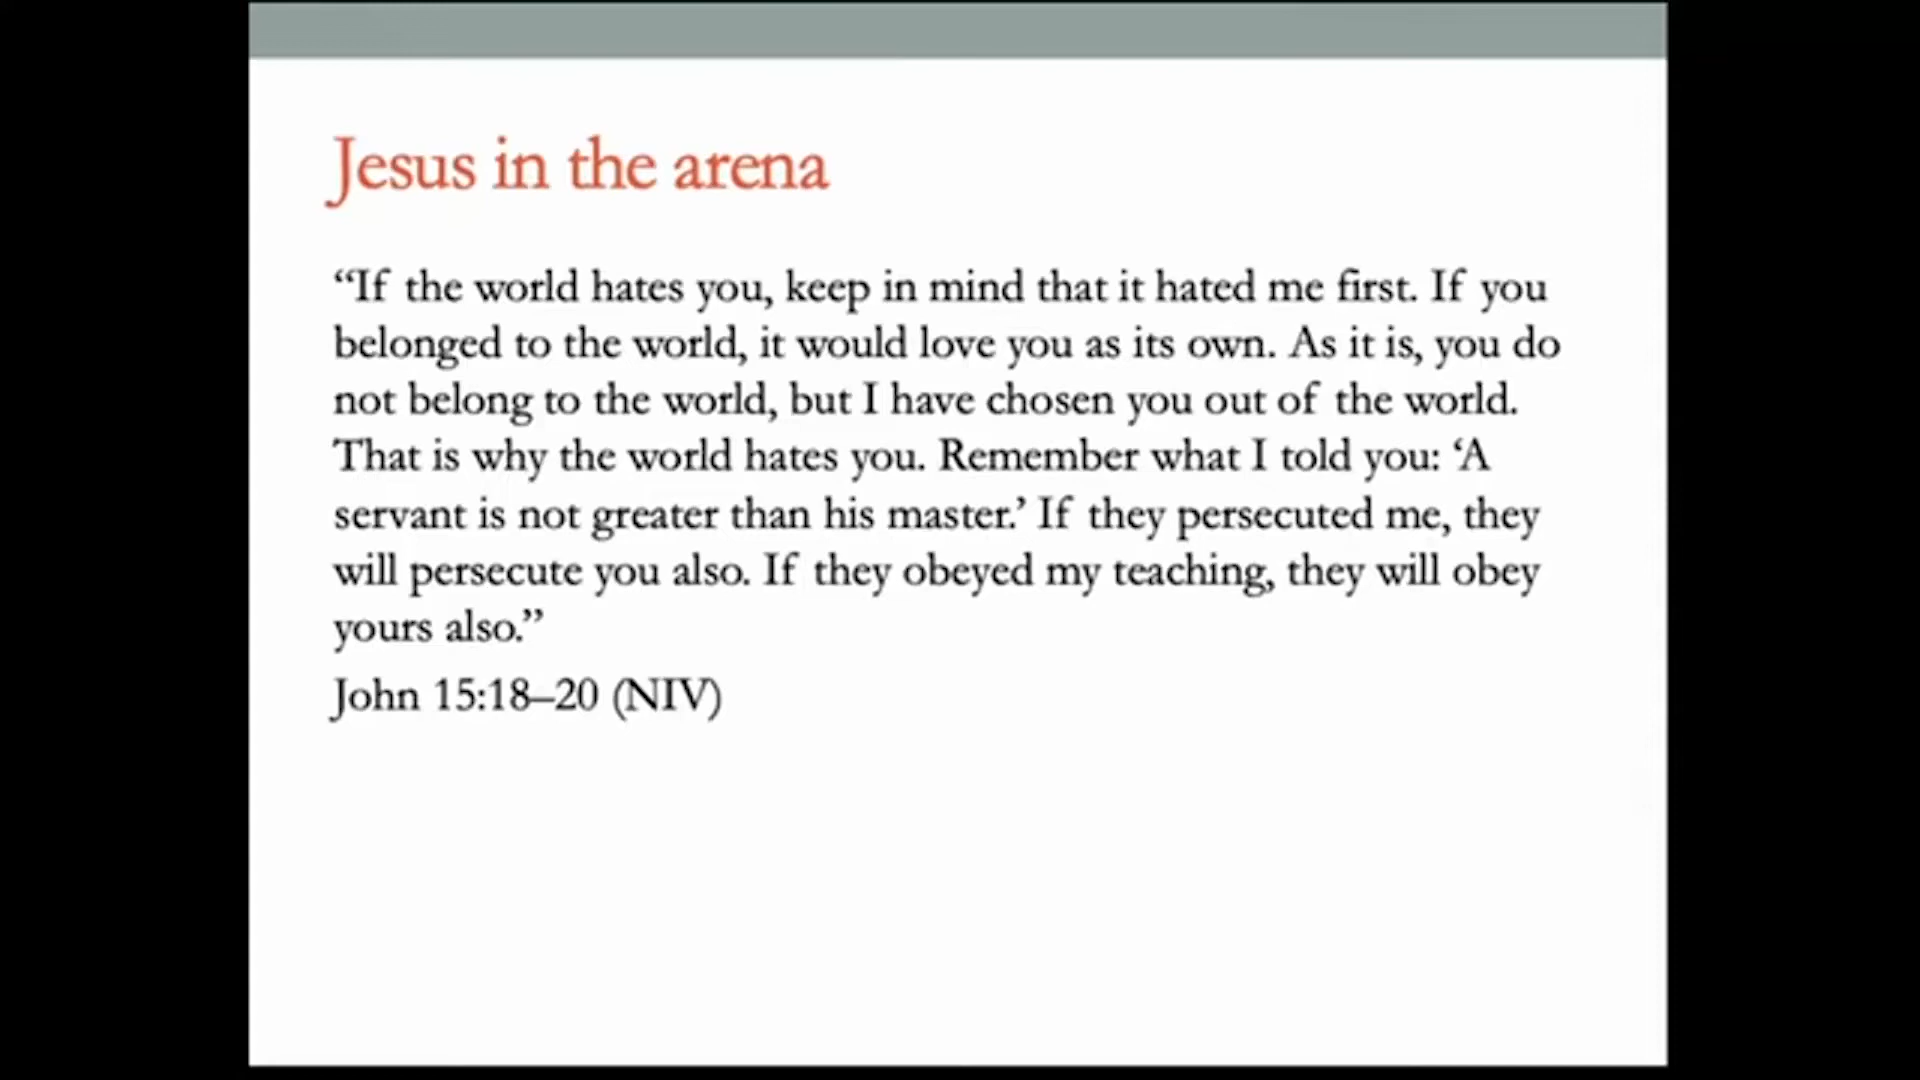 Jesus in the arena
“If the world hates you, keep in mind that it hated me first. If you
belonged to the world, it would love you as its own. As it is, you do
not belong to the world, but I have chosen you out of the world.
That is why the world hates you. Remember what I told you: ‘A
servant is not greater than his master.’ If they persecuted me, they
will persecute you also. If they obeyed my teaching, they will obey
yours also.”
John 15:18–20 (NIV)